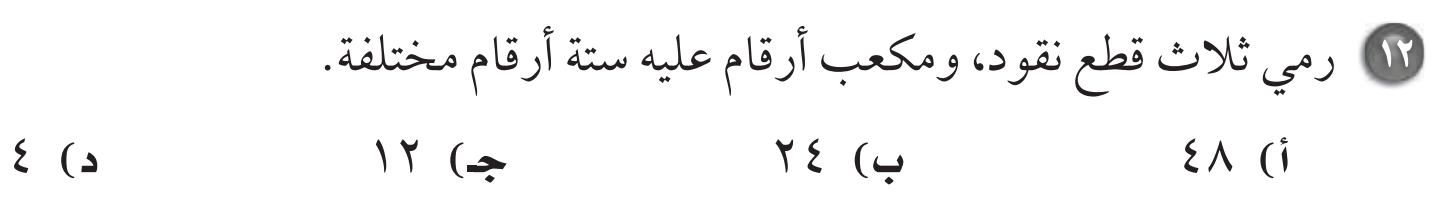 ١٢ رمي ثلاث قطع نقود، ومكعب أرقام عليه ستة أرقام مختلفة.
أ) ٤٨ ب) ٢٤ جـ) ١٢ د) ٤